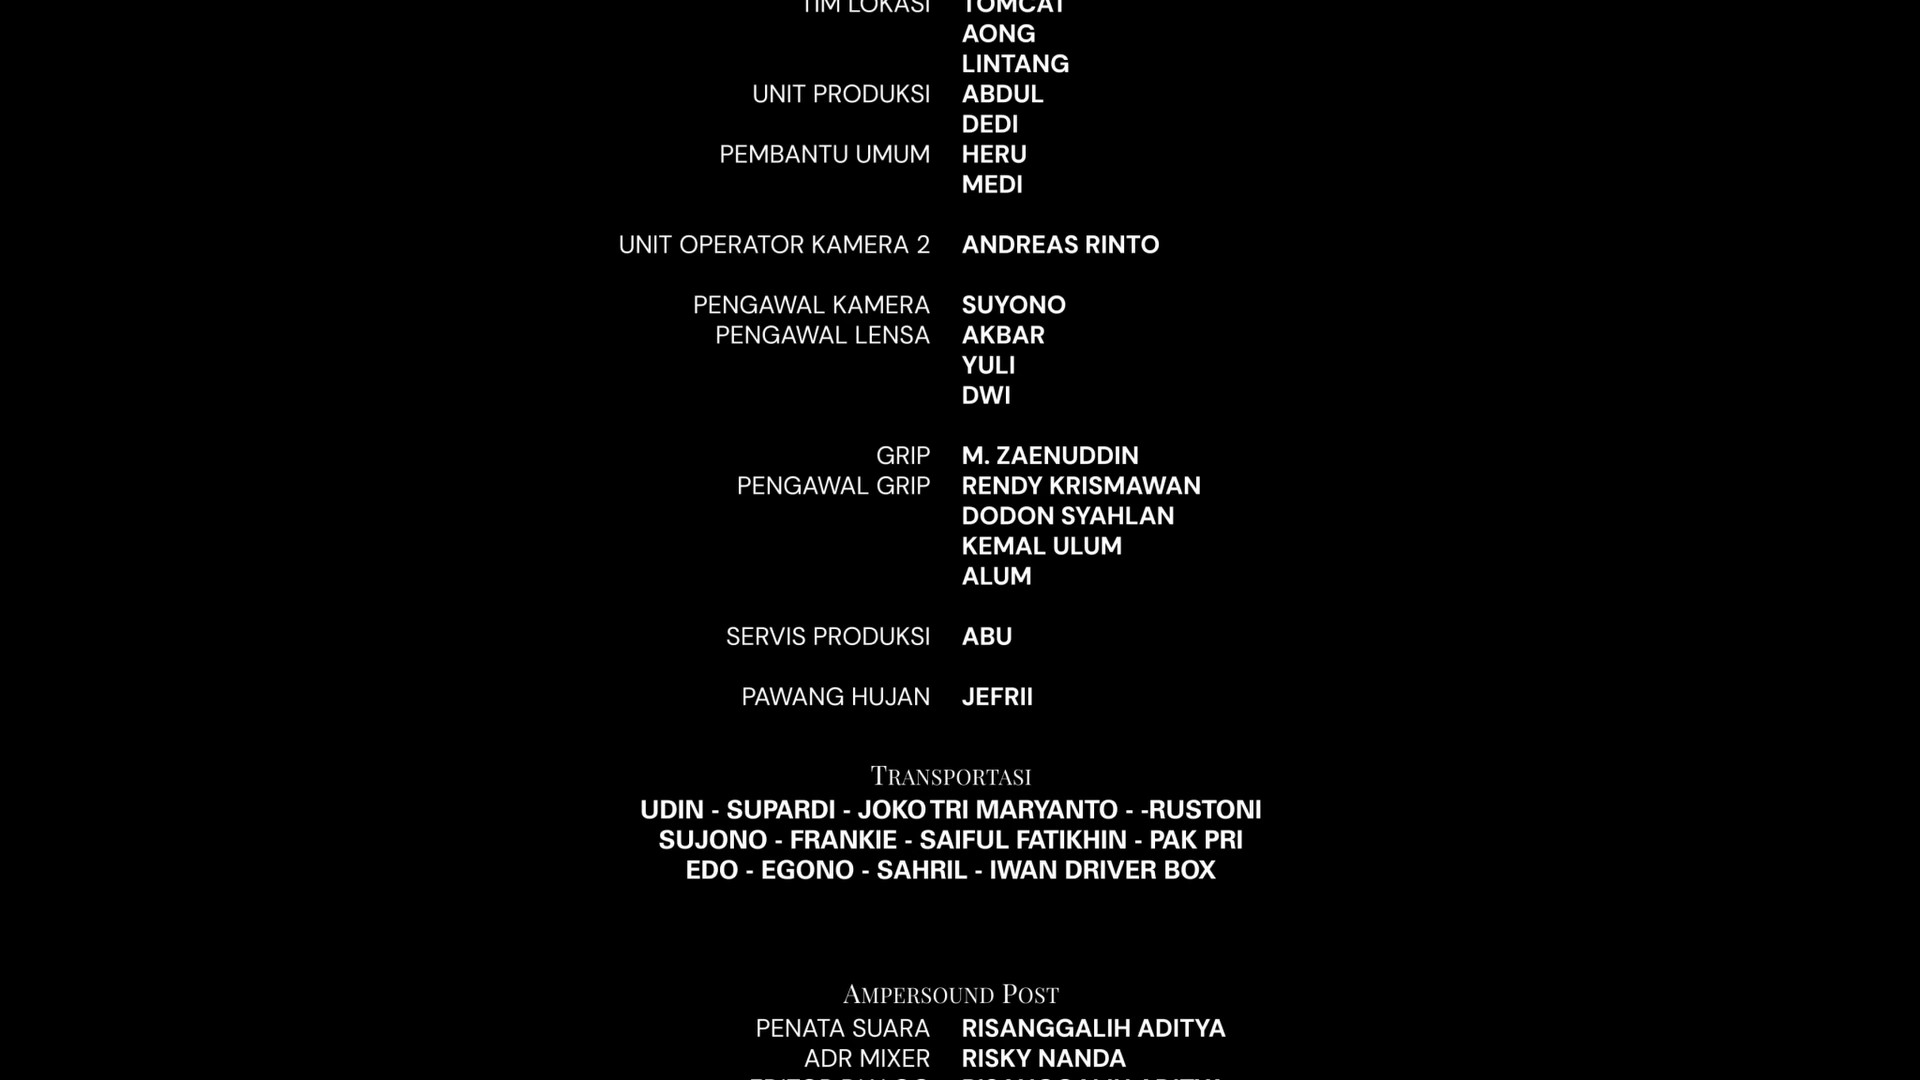 TIM LOKASI TOMCAT
AONG
LINTANG
UNIT PRODUKSI ABDUL
DEDI
PEMBANTU UMUM HERU
MEDI
UNIT OPERATOR KAMERA 2 ANDREAS RINTO
PENGAWAL KAMERA SUYONO
PENGAWAL LENSA AKBAR
YULI
DWI
GRIP M. ZAENUDDIN
PENGAWAL GRIP RENDY KRISMAWAN
DODON SYAHLAN
KEMAL ULUM
ALUM
SERVIS PRODUKSI ABU
PAWANG HUJAN JEFRII
TRANSPORTASI
UDIN - SUPARDI - JOKO TRI MARYANTO - -RUSTONI
SUJONO - FRANKIE - SAIFUL FATIKHIN - PAK PRI
EDO - EGONO - SAHRIL - IWAN DRIVER BOX
AMPERSOUND POST
PENATA SUARA RISANGGALIH ADITYA
ADR MIXER RISKY NANDA